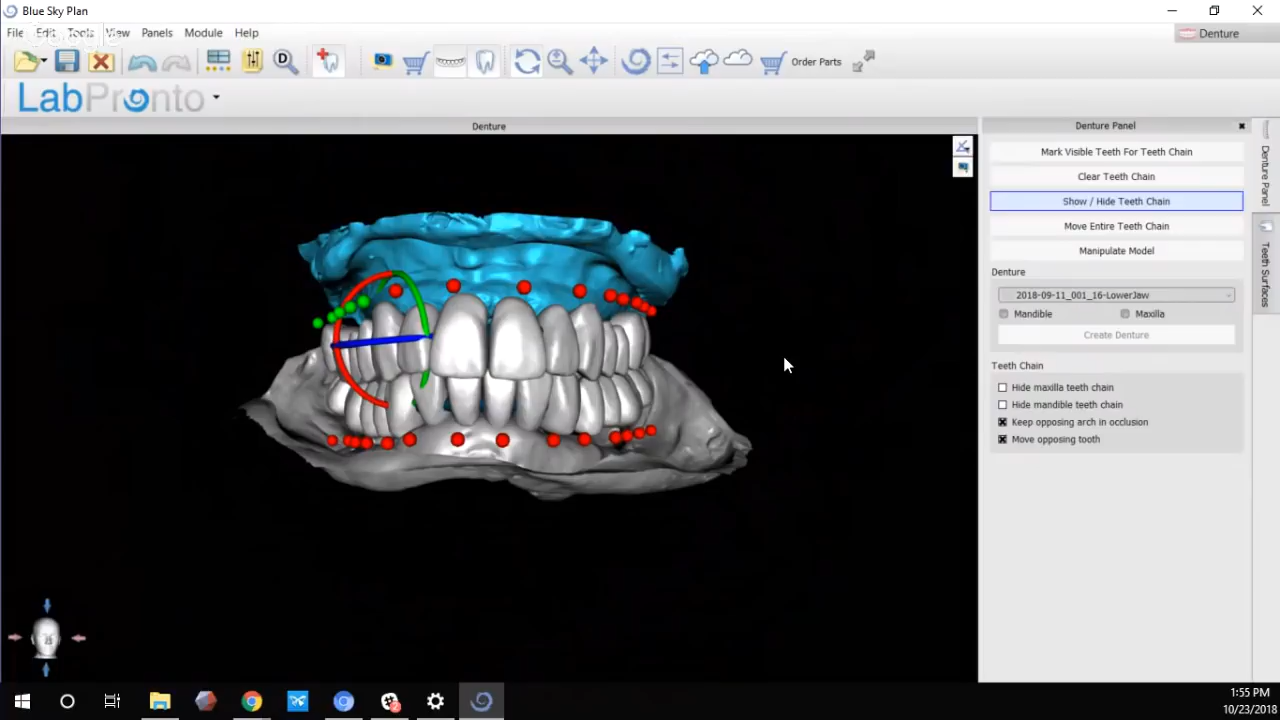 Blue Sky Plan
File Edit Tools View Panels Module Help
Google
Denture
D
Order Parts
LabPronto
Denture
Denture Panel
Mark Visible Teeth For Teeth Chain
Clear Teeth Chain
Show / Hide Teeth Chain
Move Entire Teeth Chain
Manipulate Model
Denture
2018-09-11_001_16-LowerJaw
Mandible Maxilla
Create Denture
Teeth Chain
Hide maxilla teeth chain
Hide mandible teeth chain
Keep opposing arch in occlusion
Move opposing tooth
Denture Panel
Teeth Surfaces
2
1:55 PM
10/23/2018